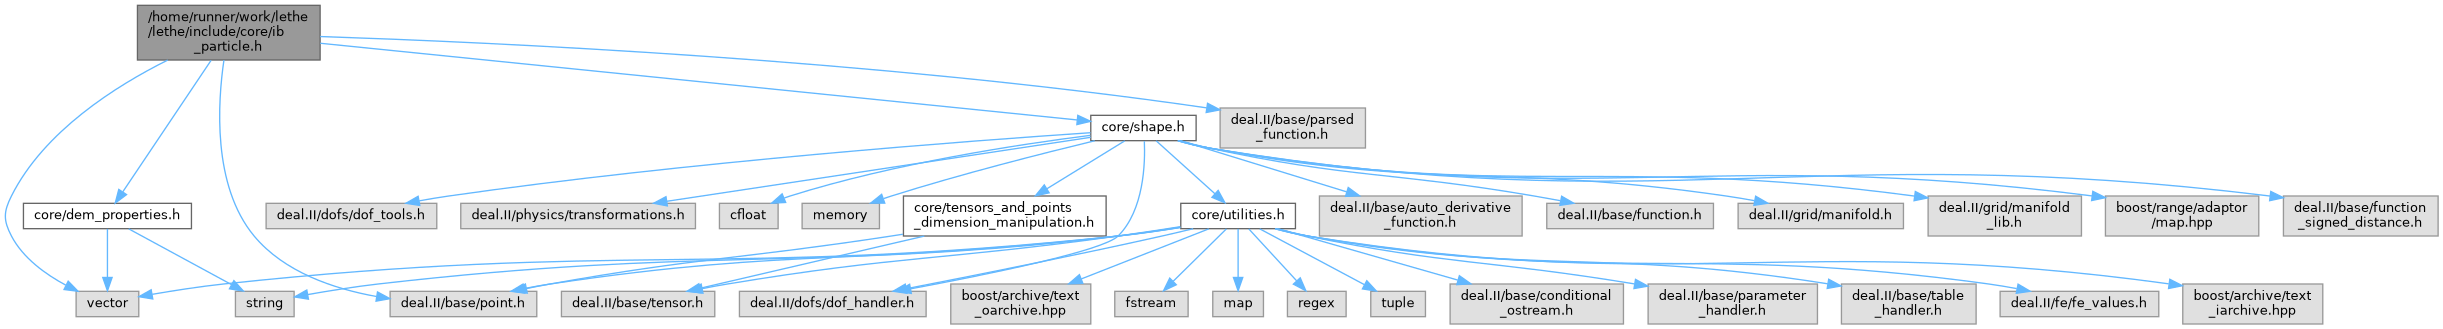 /home/runner/work/lethe
/lethe/include/core/ib
_particle.h
deal.II/base/parsed
_function.h
core/shape.h
core/dem_properties.h
deal.II/dofs/dof_tools.h
deal.II/physics/transformations.h
cfloat
memory
core/tensors_and_points
_dimension_manipulation.h
core/utilities.h
deal.II/base/auto_derivative
_function.h
deal.II/base/function.h
deal.II/grid/manifold.h
deal.II/grid/manifold
_lib.h
boost/range/adaptor
/map.hpp
deal.II/base/function
_signed_distance.h
vector
string
deal.II/base/point.h
deal.II/base/tensor.h
deal.II/dofs/dof_handler.h
boost/archive/text
_oarchive.hpp
fstream
map
regex
tuple
deal.II/base/conditional
_ostream.h
deal.II/base/parameter
_handler.h
deal.II/base/table
_handler.h
deal.II/fe/fe_values.h
boost/archive/text
_iarchive.hpp